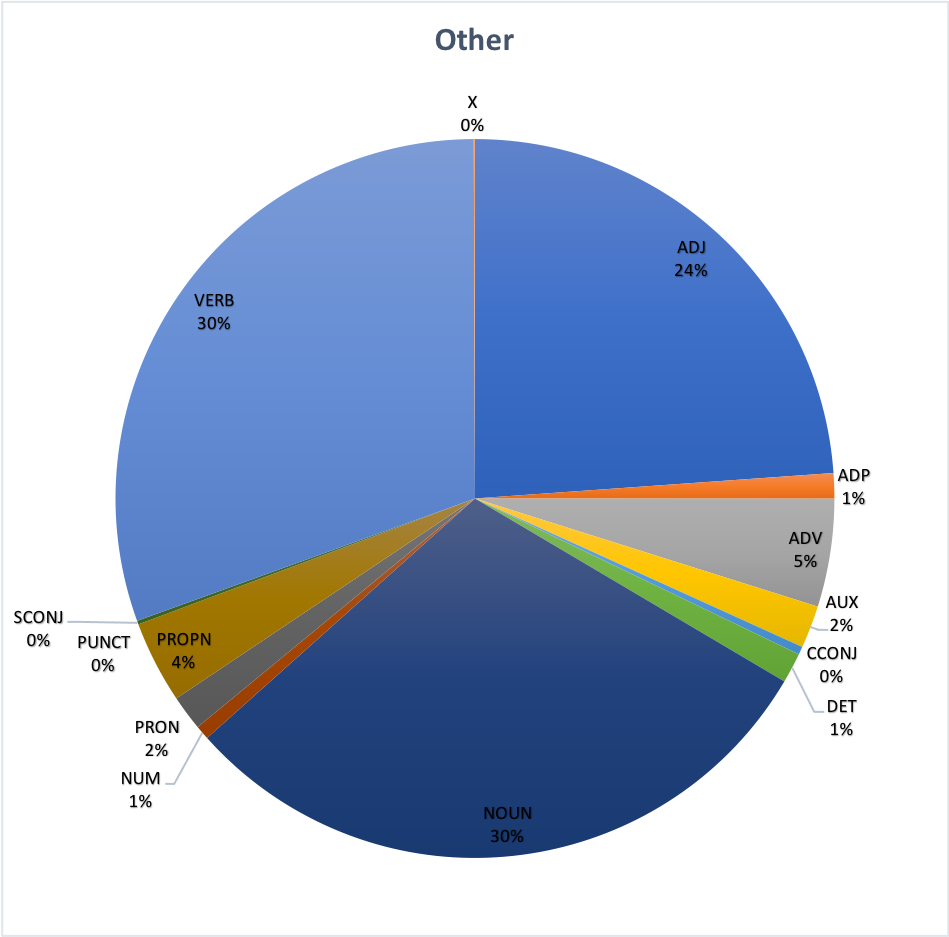 Other
X
0%
ADJ
24%
VERB
30%
ADP
1%
ADV
5%
AUX
2%
SCONJ
0%
PUNCT
0%
PROPN
4%
CCONJ
0%
DET
1%
PRON
2%
NUM
1%
NOUN
30%